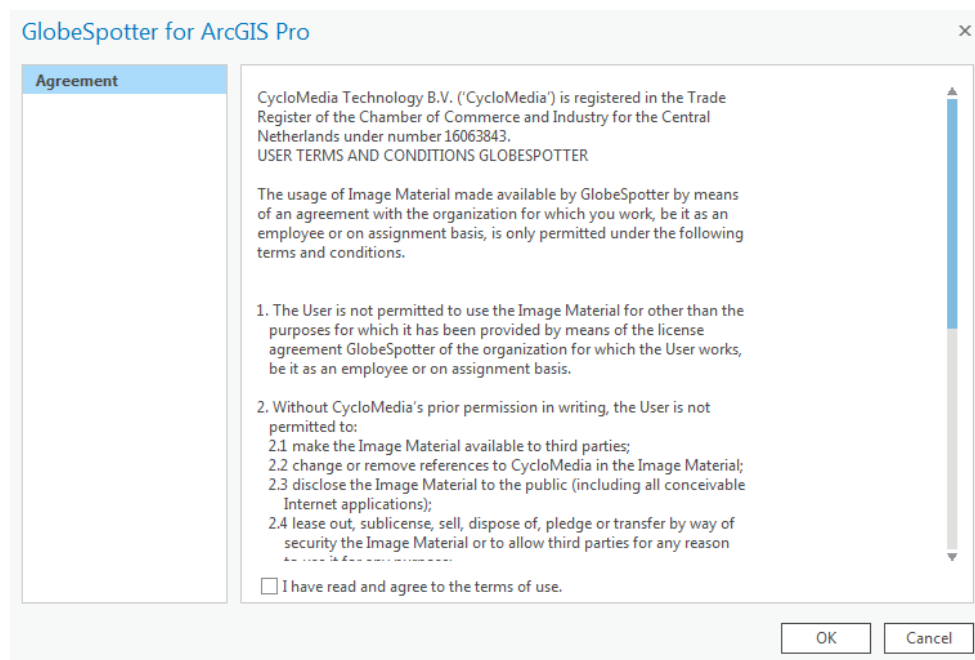 GlobeSpotter for ArcGIS Pro
Agreement
CycloMedia Technology B.V. ('CycloMedia') is registered in the Trade
Register of the Chamber of Commerce and Industry for the Central
Netherlands under number 16063843.
USER TERMS AND CONDITIONS GLOBESPOTTER
The usage of Image Material made available by GlobeSpotter by means
of an agreement with the organization for which you work, be it as an
employee or on assignment basis, is only permitted under the following
terms and conditions.
1. The User is not permitted to use the Image Material for other than the
purposes for which it has been provided by means of the license
agreement GlobeSpotter of the organization for which the User works,
be it as an employee or on assignment basis.
2. Without CycloMedia's prior permission in writing, the User is not
permitted to:
2.1 make the Image Material available to third parties;
2.2 change or remove references to CycloMedia in the Image Material;
2.3 disclose the Image Material to the public (including all conceivable
Internet applications);
2.4 lease out, sublicense, sell, dispose of, pledge or transfer by way of
security the Image Material or to allow third parties for any reason
to use it for any purpose;
I have read and agree to the terms of use.
OK
Cancel